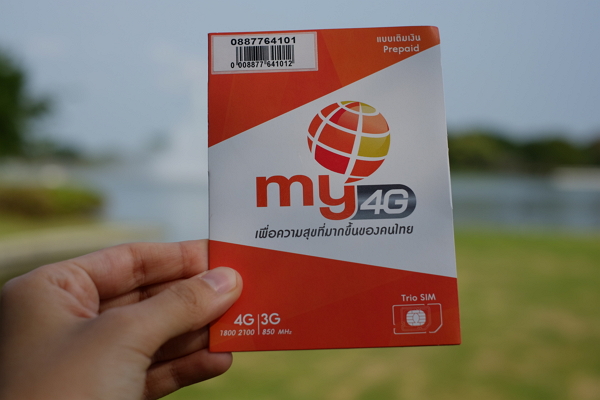 0887764101
0 008877 641012
แบบเติมเงิน
Prepaid
my 4G
เพื่อความสุขที่มากขึ้นของคนไทย
Trio SIM
4G | 3G
1800 2100 | 850 MHz